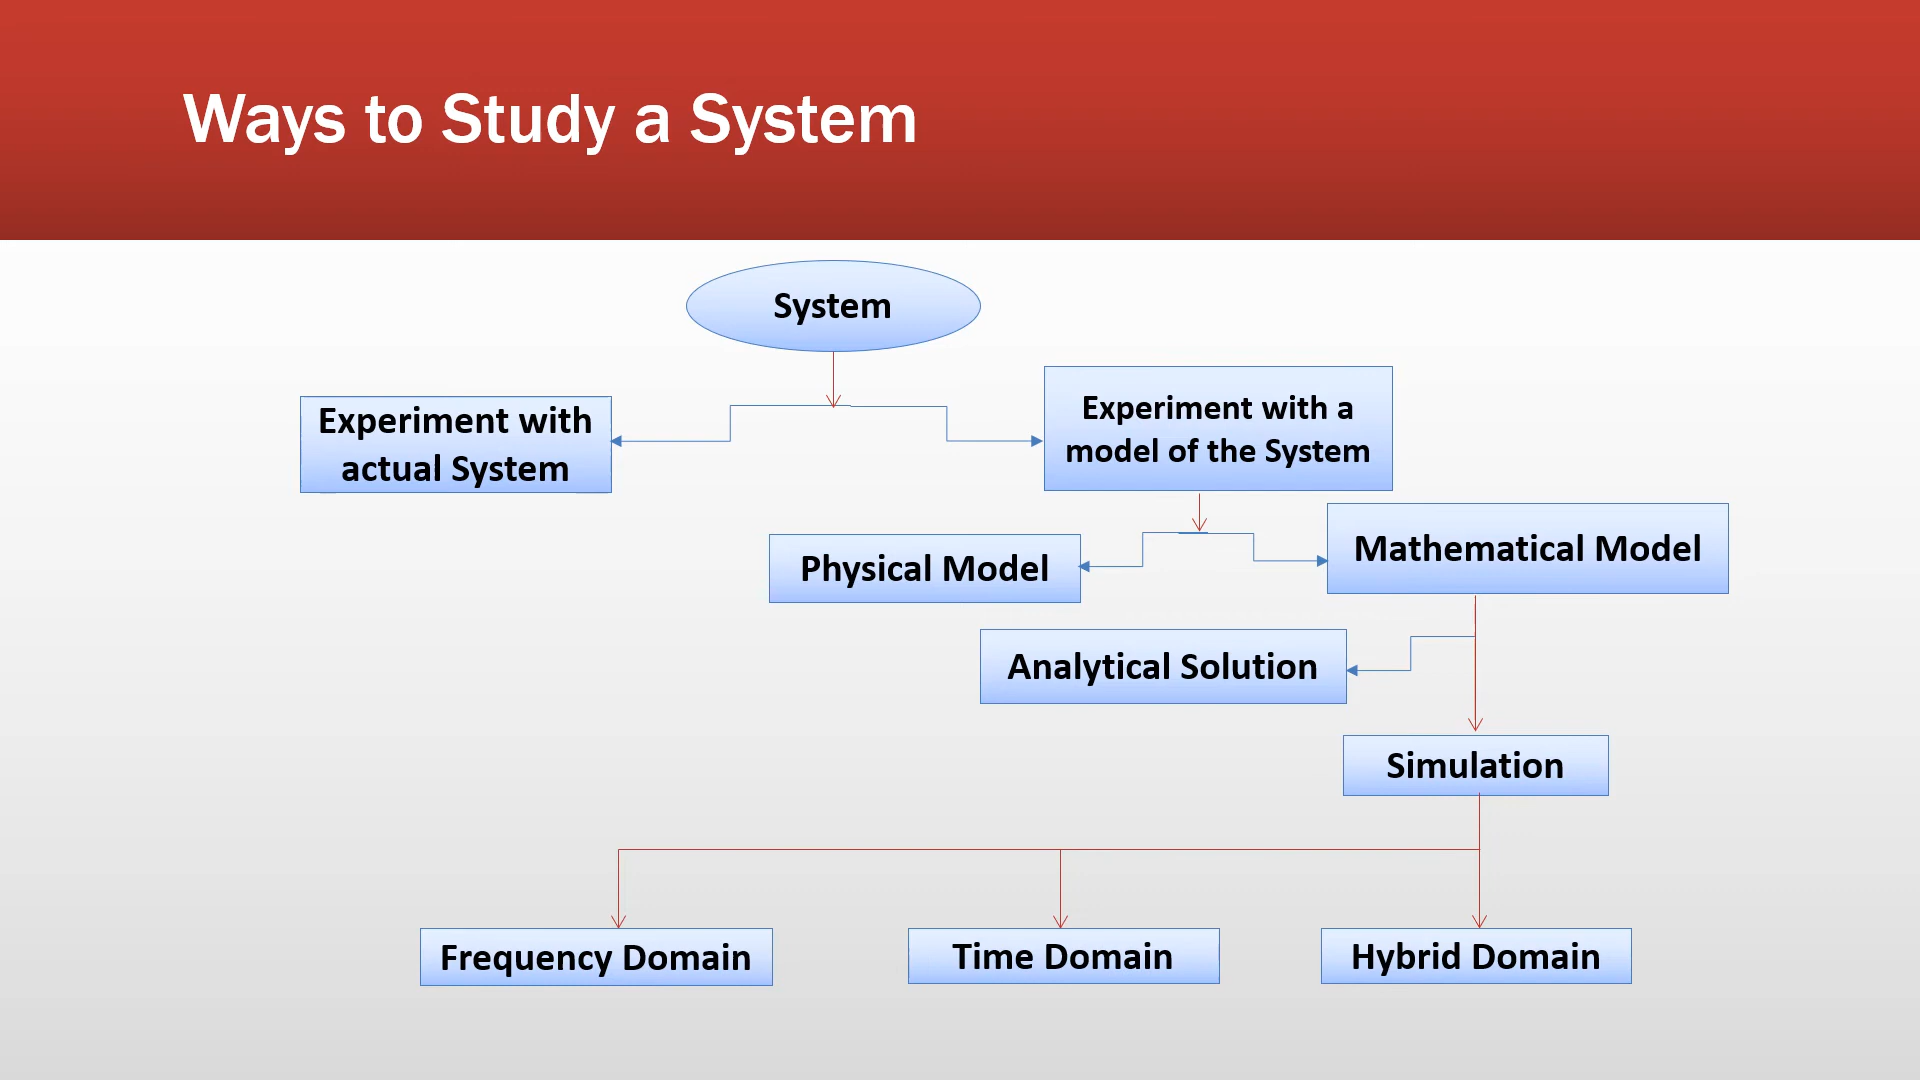 Ways to Study a System
System
Experiment with
actual System
Experiment with a
model of the System
Physical Model
Mathematical Model
Analytical Solution
Simulation
Frequency Domain
Time Domain
Hybrid Domain